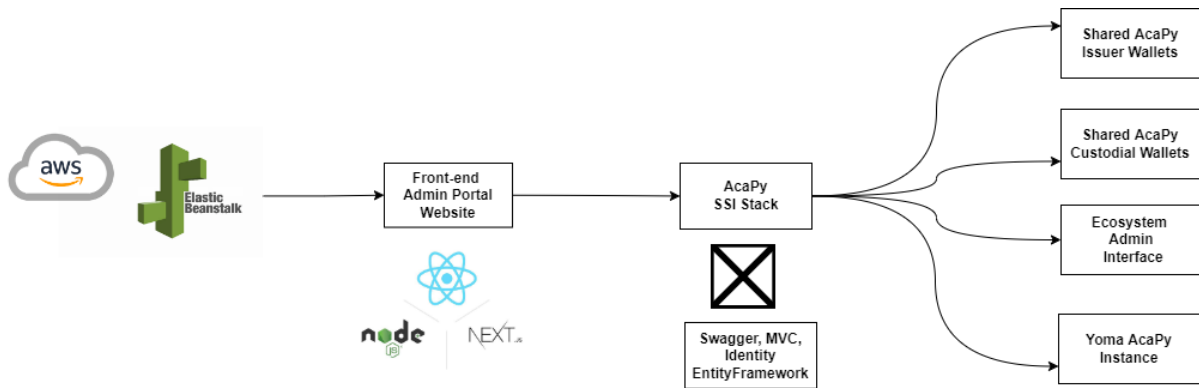 aws
Elastic
Beanstalk
Front-end
Admin Portal
Website
node
JS
NEXT.JS
AcaPy
SSI Stack
Swagger, MVC,
Identity
EntityFramework
Shared AcaPy
Issuer Wallets
Shared AcaPy
Custodial Wallets
Ecosystem
Admin
Interface
Yoma AcaPy
Instance